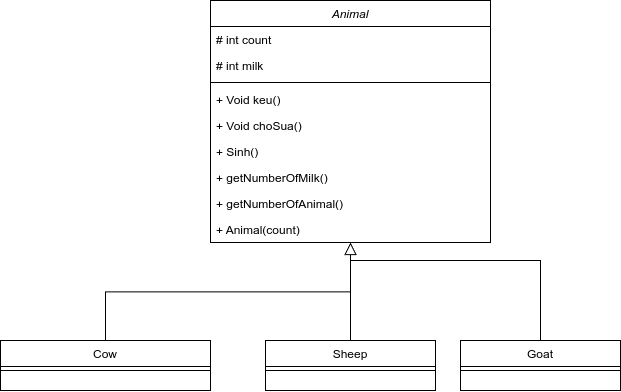 Animal
# int count
# int milk
+ Void keu()
+ Void choSua()
+ Sinh()
+ getNumberOfMilk()
+ getNumberOfAnimal()
+ Animal(count)
Cow
Sheep
Goat